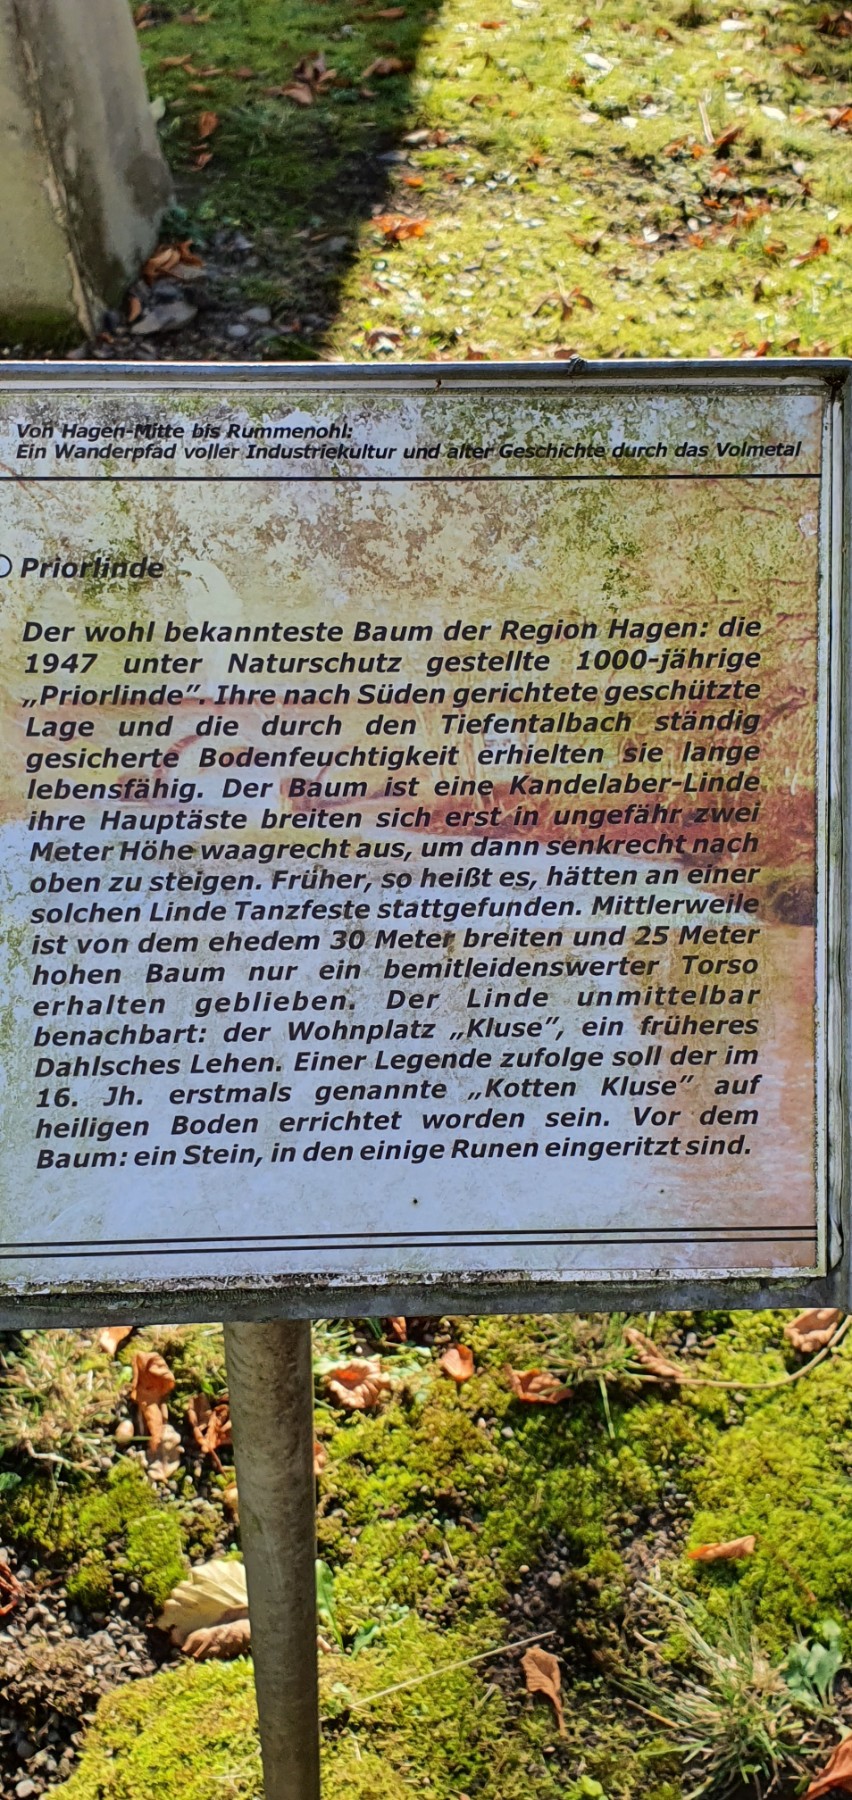 Von Hagen-Mitte bis Rummenohl:
Ein Wanderpfad voller Industriekultur und alter Geschichte durch das Volmetal
Priorlinde
Der wohl bekannteste Baum der Region Hagen: die
1947 unter Naturschutz gestellte 1000-jährige
„Priorlinde”. Ihre nach Süden gerichtete geschützte
Lage und die durch den Tiefentalbach ständig
gesicherte Bodenfeuchtigkeit erhielten sie lange
lebensfähig. Der Baum ist eine Kandelaber-Linde
ihre Hauptäste breiten sich erst in ungefähr zwei
Meter Höhe waagrecht aus, um dann senkrecht nach
oben zu steigen. Früher, so heißt es, hätten an einer
solchen Linde Tanzfeste stattgefunden. Mittlerweile
ist von dem ehedem 30 Meter breiten und 25 Meter
hohen Baum nur ein bemitleidenswerter Torso
erhalten geblieben. Der Linde unmittelbar
benachbart: der Wohnplatz „Kluse”, ein früheres
Dahlsches Lehen. Einer Legende zufolge soll der im
16. Jh. erstmals genannte „Kotten Kluse” auf
heiligen Boden errichtet worden sein. Vor dem
Baum: ein Stein, in den einige Runen eingeritzt sind.